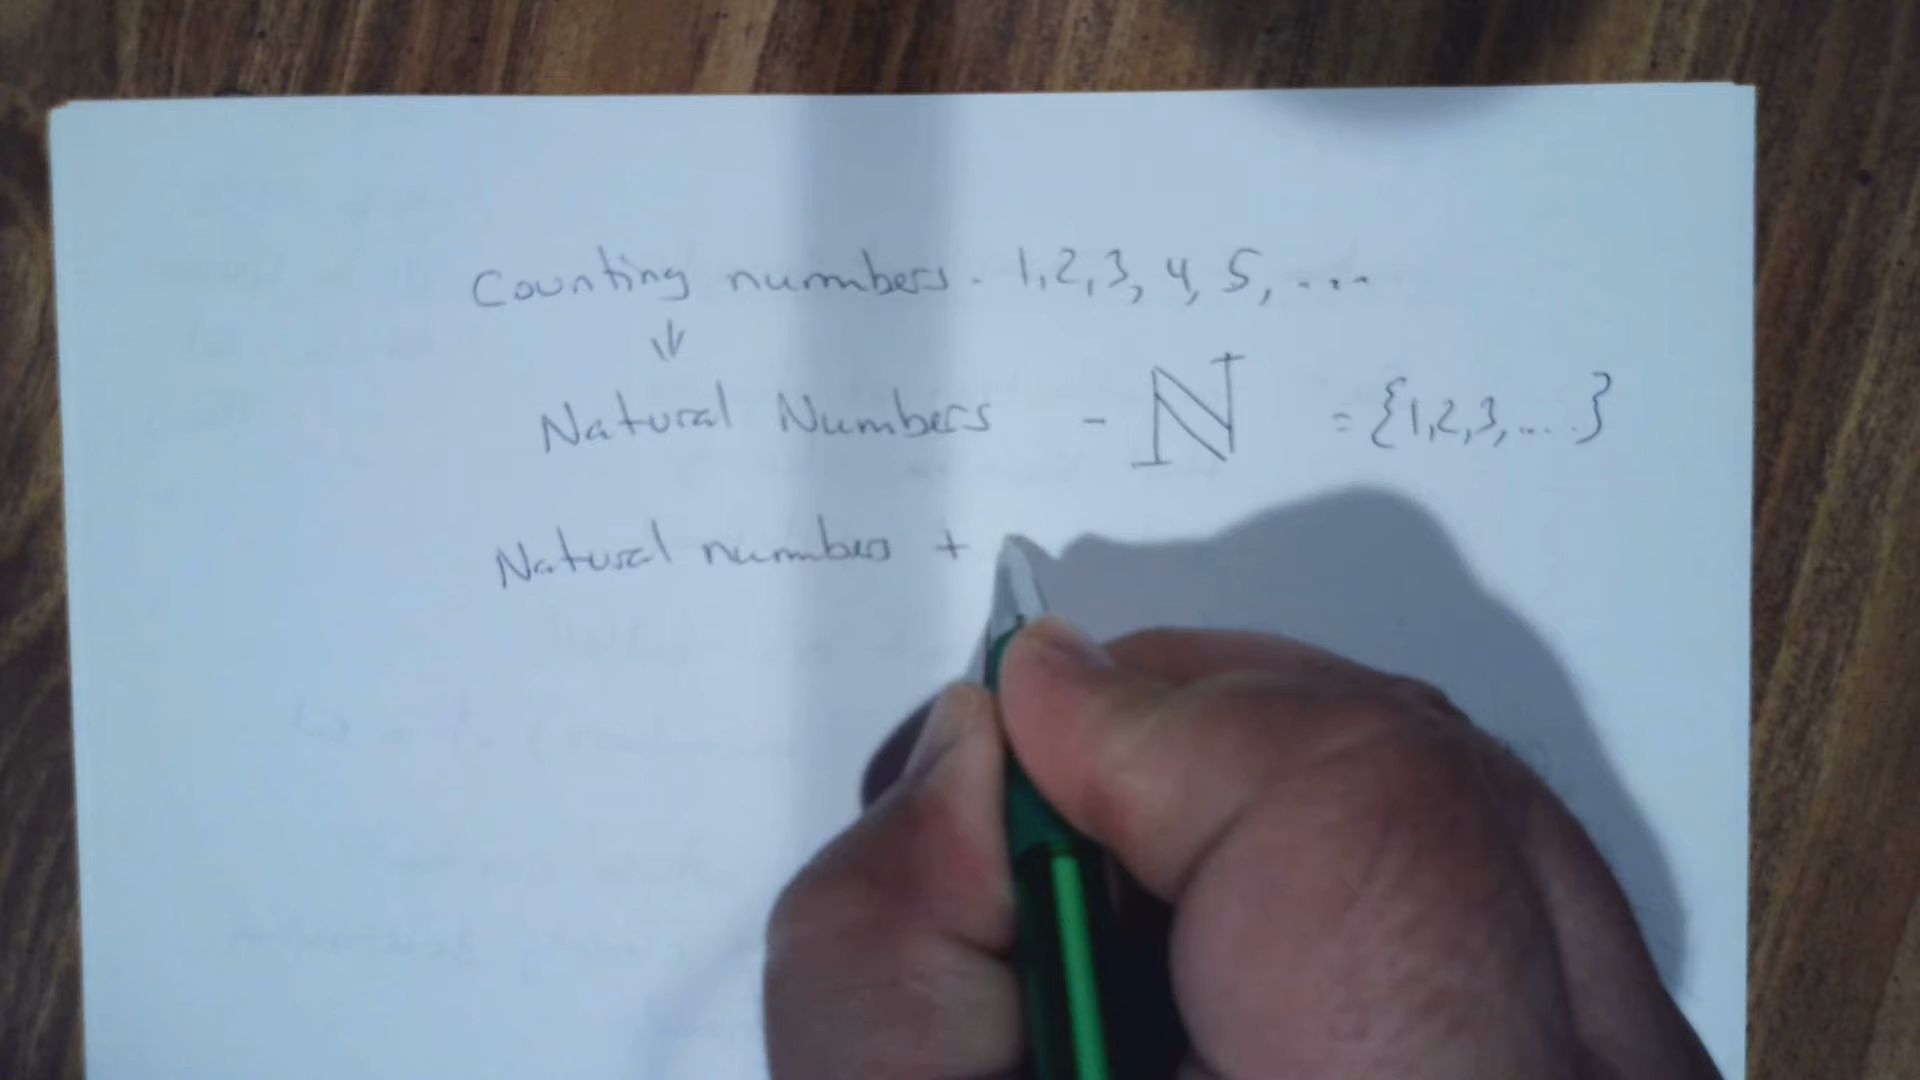 Counting numbers. 1, 2, 3, 4, 5, ...
⇓
Natural Numbers - ℕ = {1, 2, 3, ....}
Natural numbers +